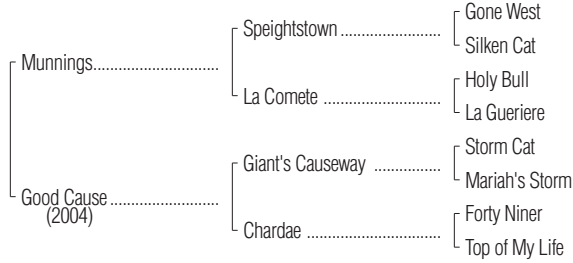 Gone West
Speightstown
Silken Cat
Munnings
Holy Bull
La Comete
La Gueriere
Storm Cat
Giant's Causeway
Mariah's Storm
Good Cause
(2004)
Forty Niner
Chardae
Top of My Life